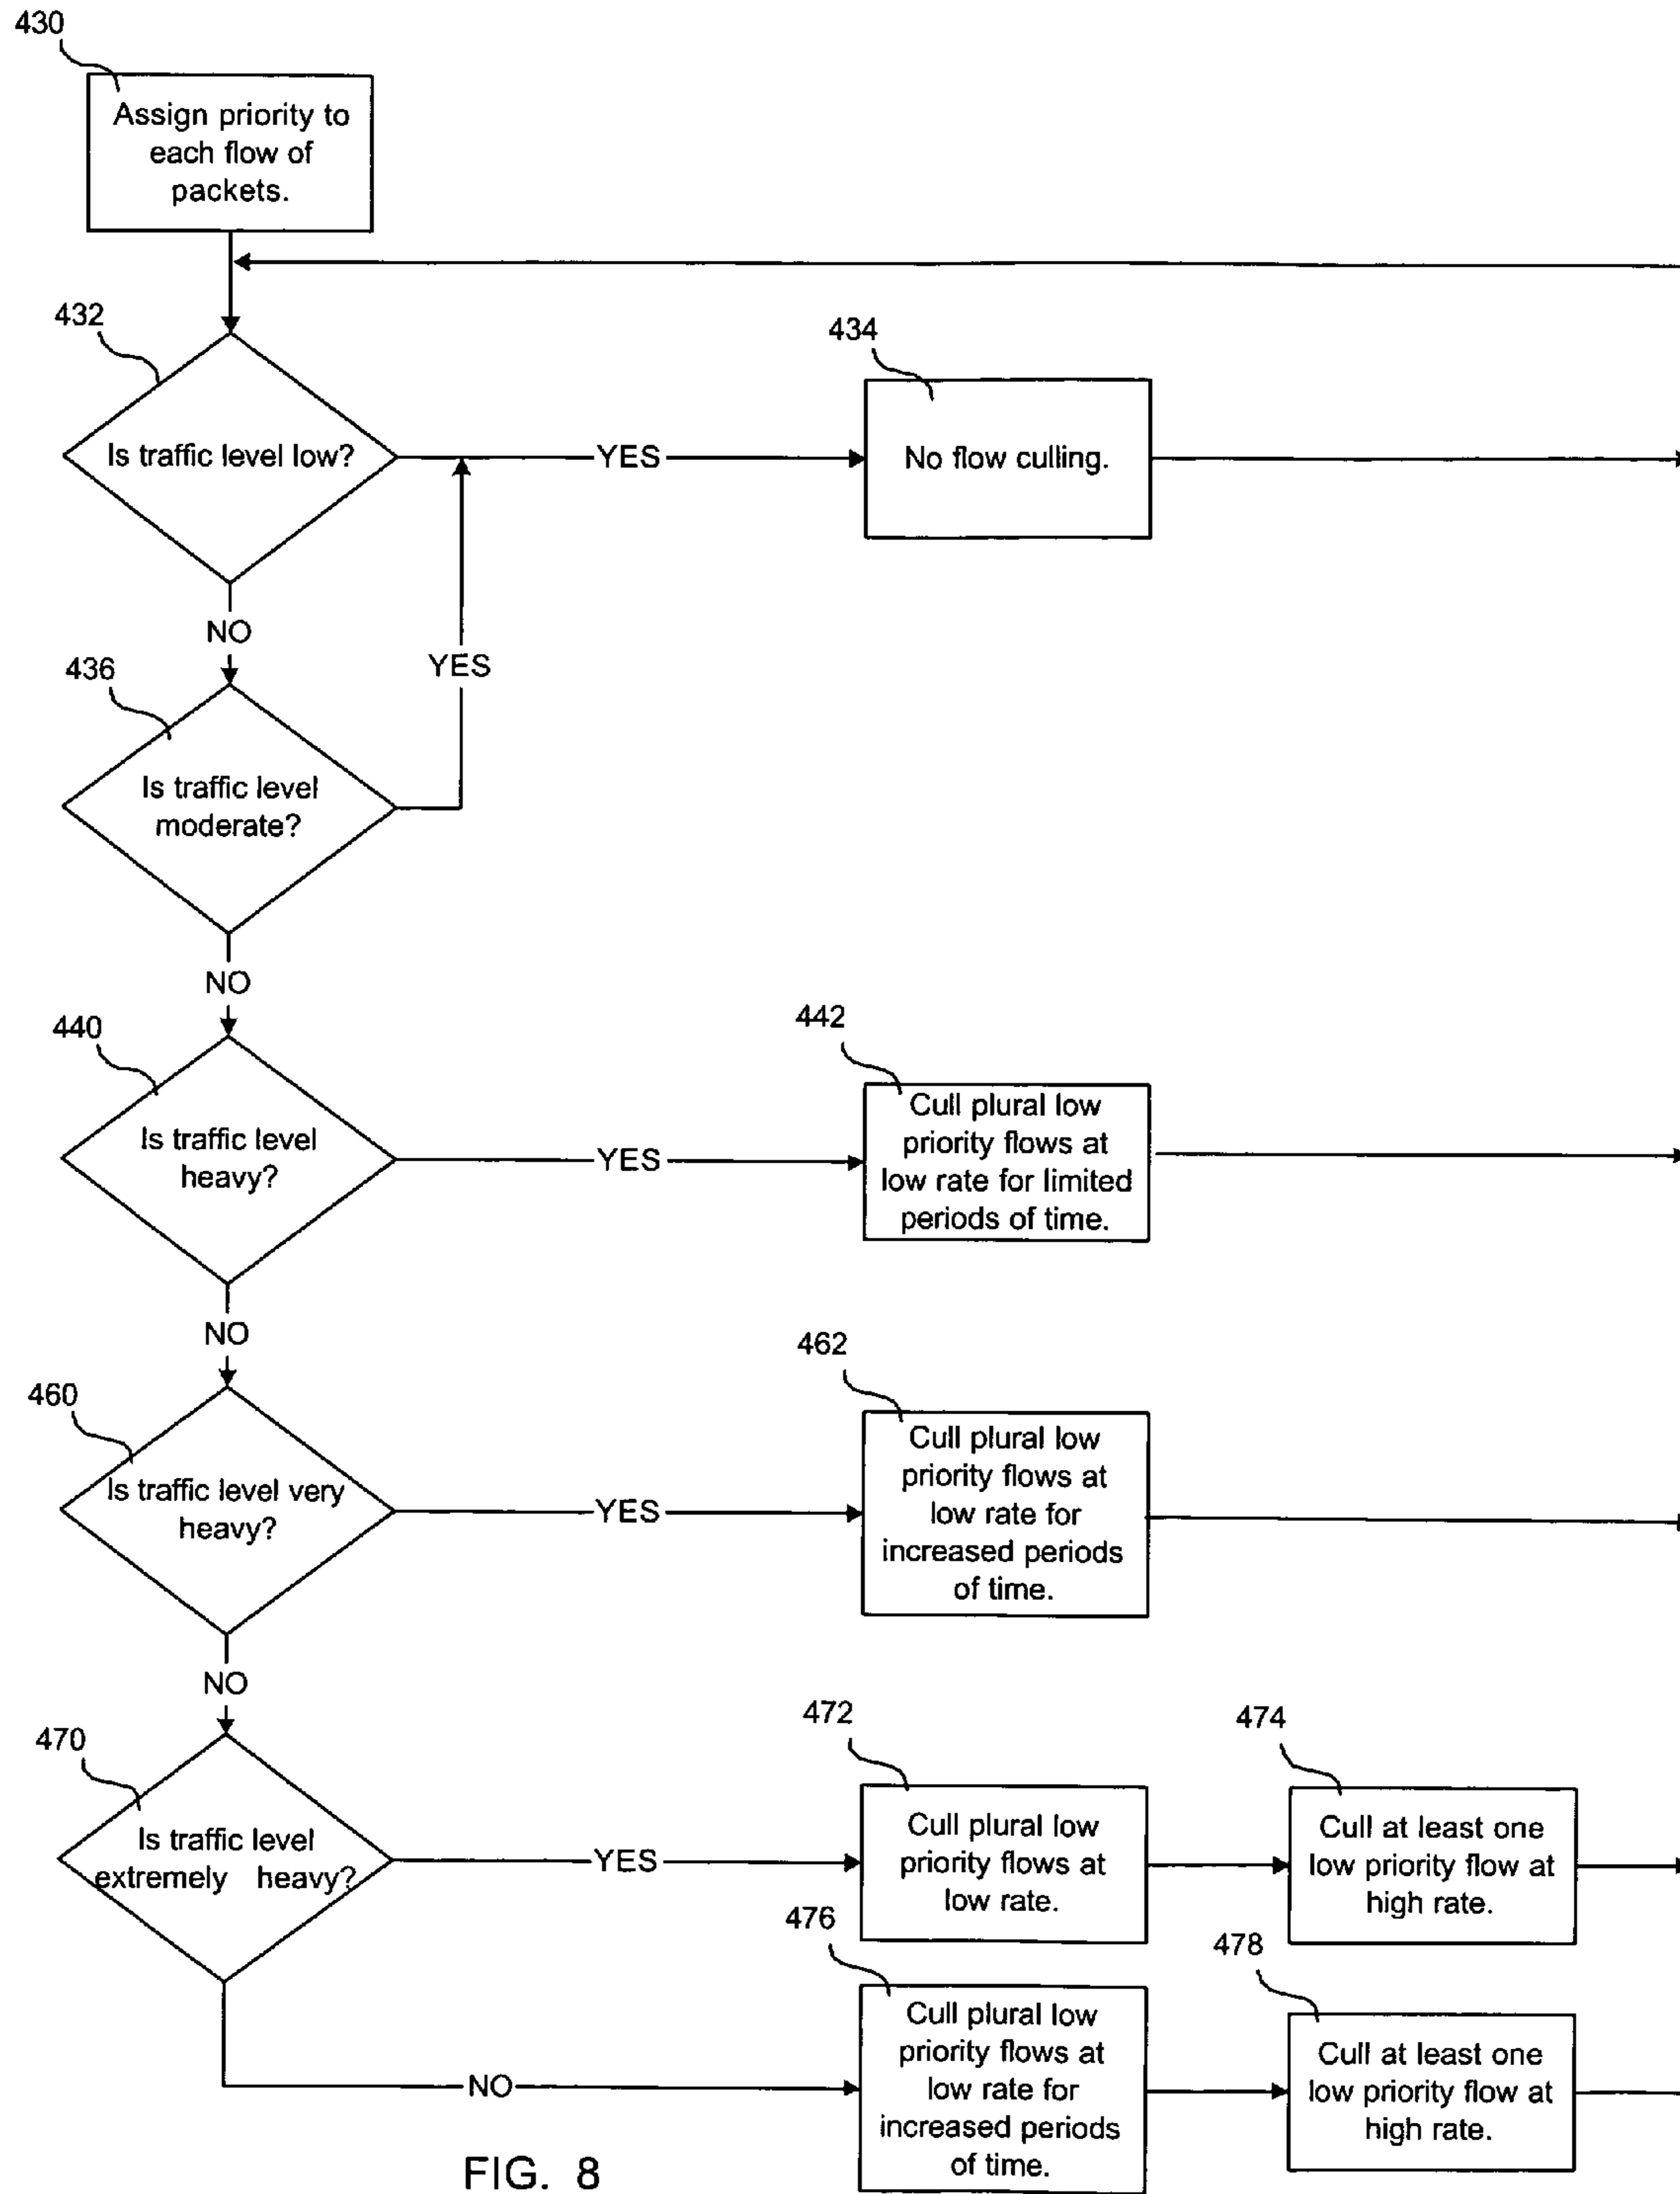 430
Assign priority to
each flow of
packets.
432
Is traffic level low?
YES
434
No flow culling.
NO
YES
436
Is traffic level
moderate?
NO
440
Is traffic level
heavy?
YES
442
Cull plural low
priority flows at
low rate for limited
periods of time.
NO
460
Is traffic level very
heavy?
YES
462
Cull plural low
priority flows at
low rate for
increased periods
of time.
NO
470
Is traffic level
extremely heavy?
YES
472
Cull plural low
priority flows at
low rate.
474
Cull at least one
low priority flow at
high rate.
NO
476
Cull plural low
priority flows at
low rate for
increased periods
of time.
478
Cull at least one
low priority flow at
high rate.
FIG. 8